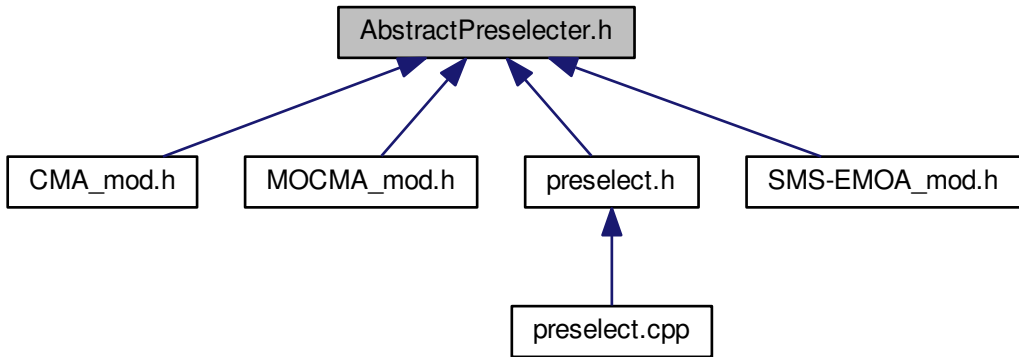 AbstractPreselecter.h
CMA_mod.h
MOCMA_mod.h
preselect.h
SMS-EMOA_mod.h
preselect.cpp